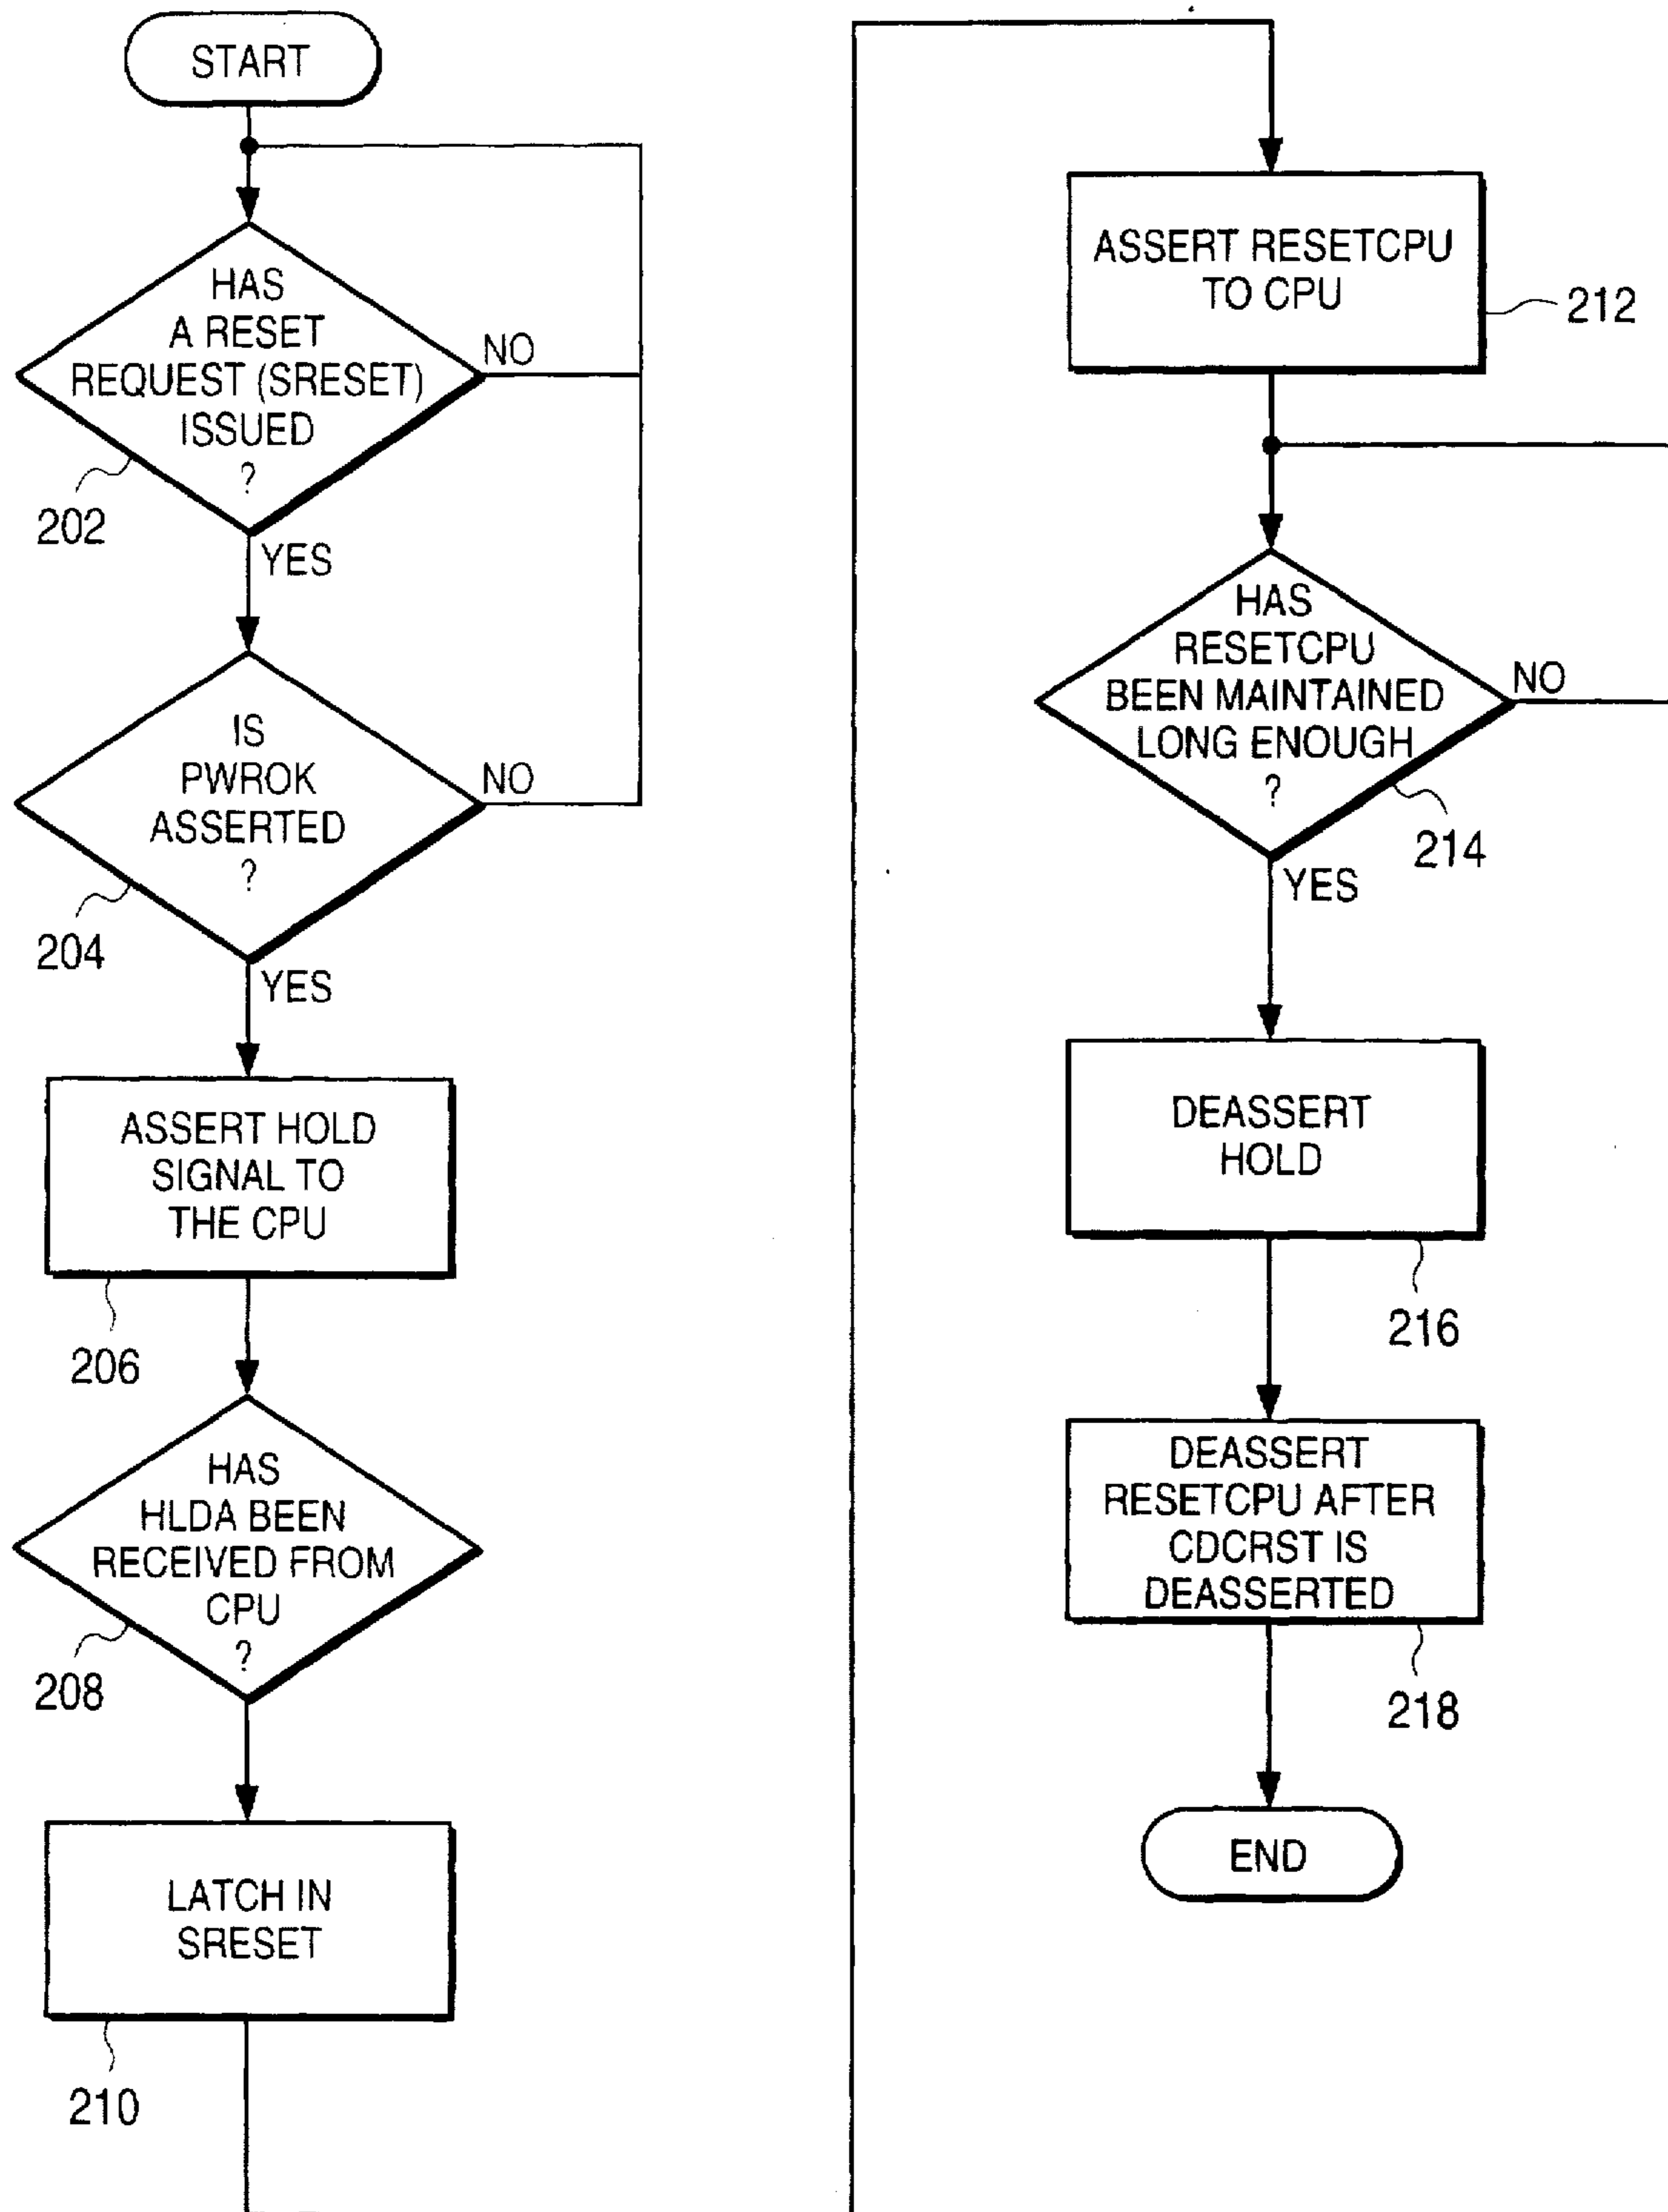 START
HAS
A RESET
REQUEST (SRESET)
ISSUED
?
NO
202
YES
IS
PWROK
ASSERTED
?
NO
204
YES
ASSERT HOLD
SIGNAL TO
THE CPU
206
HAS
HLDA BEEN
RECEIVED FROM
CPU
?
208
LATCH IN
SRESET
210
ASSERT RESETCPU
TO CPU
212
HAS
RESETCPU
BEEN MAINTAINED
LONG ENOUGH
?
NO
214
YES
DEASSERT
HOLD
216
DEASSERT
RESETCPU AFTER
CDCRST IS
DEASSERTED
218
END